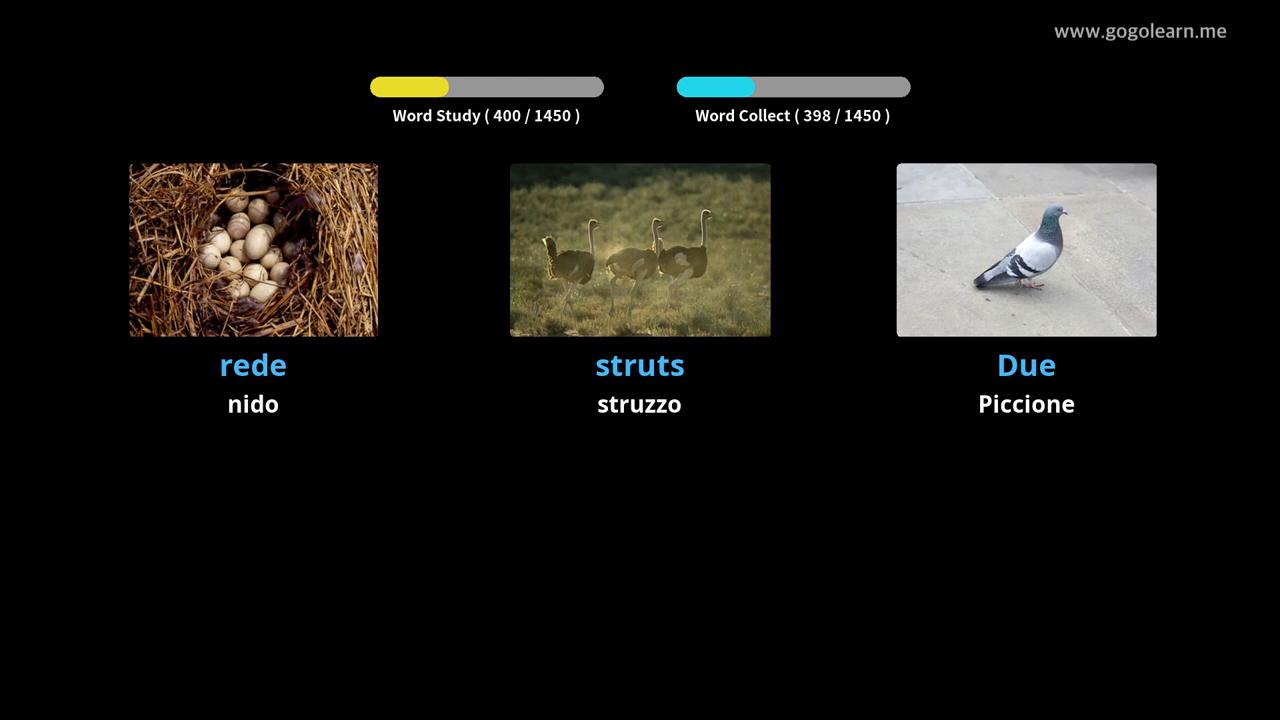 www.gogolearn.me
Word Study ( 400 / 1450 )
Word Collect ( 398 / 1450 )
rede
struts
Due
nido
struzzo
Piccione